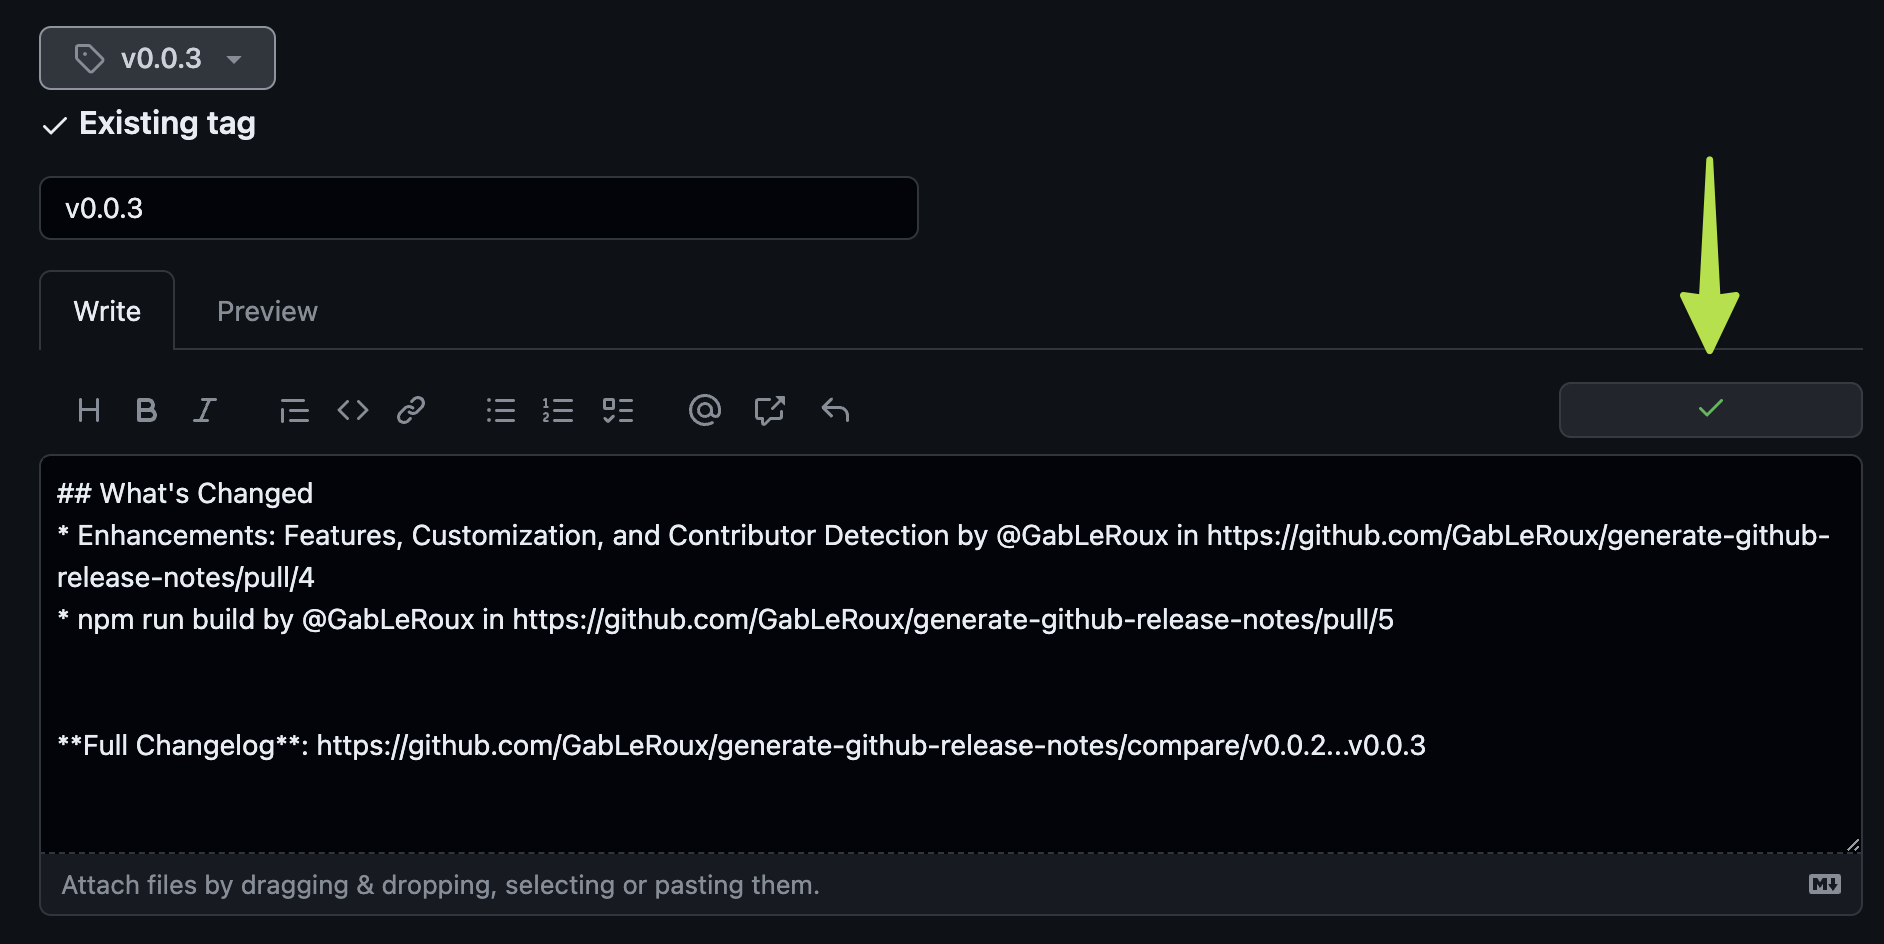 v0.0.3
Existing tag
v0.0.3
Write
Preview
## What's Changed
* Enhancements: Features, Customization, and Contributor Detection by @GabLeRoux in https://github.com/GabLeRoux/generate-github-
release-notes/pull/4
* npm run build by @GabLeRoux in https://github.com/GabLeRoux/generate-github-release-notes/pull/5
**Full Changelog**: https://github.com/GabLeRoux/generate-github-release-notes/compare/v0.0.2...v0.0.3
Attach files by dragging & dropping, selecting or pasting them.